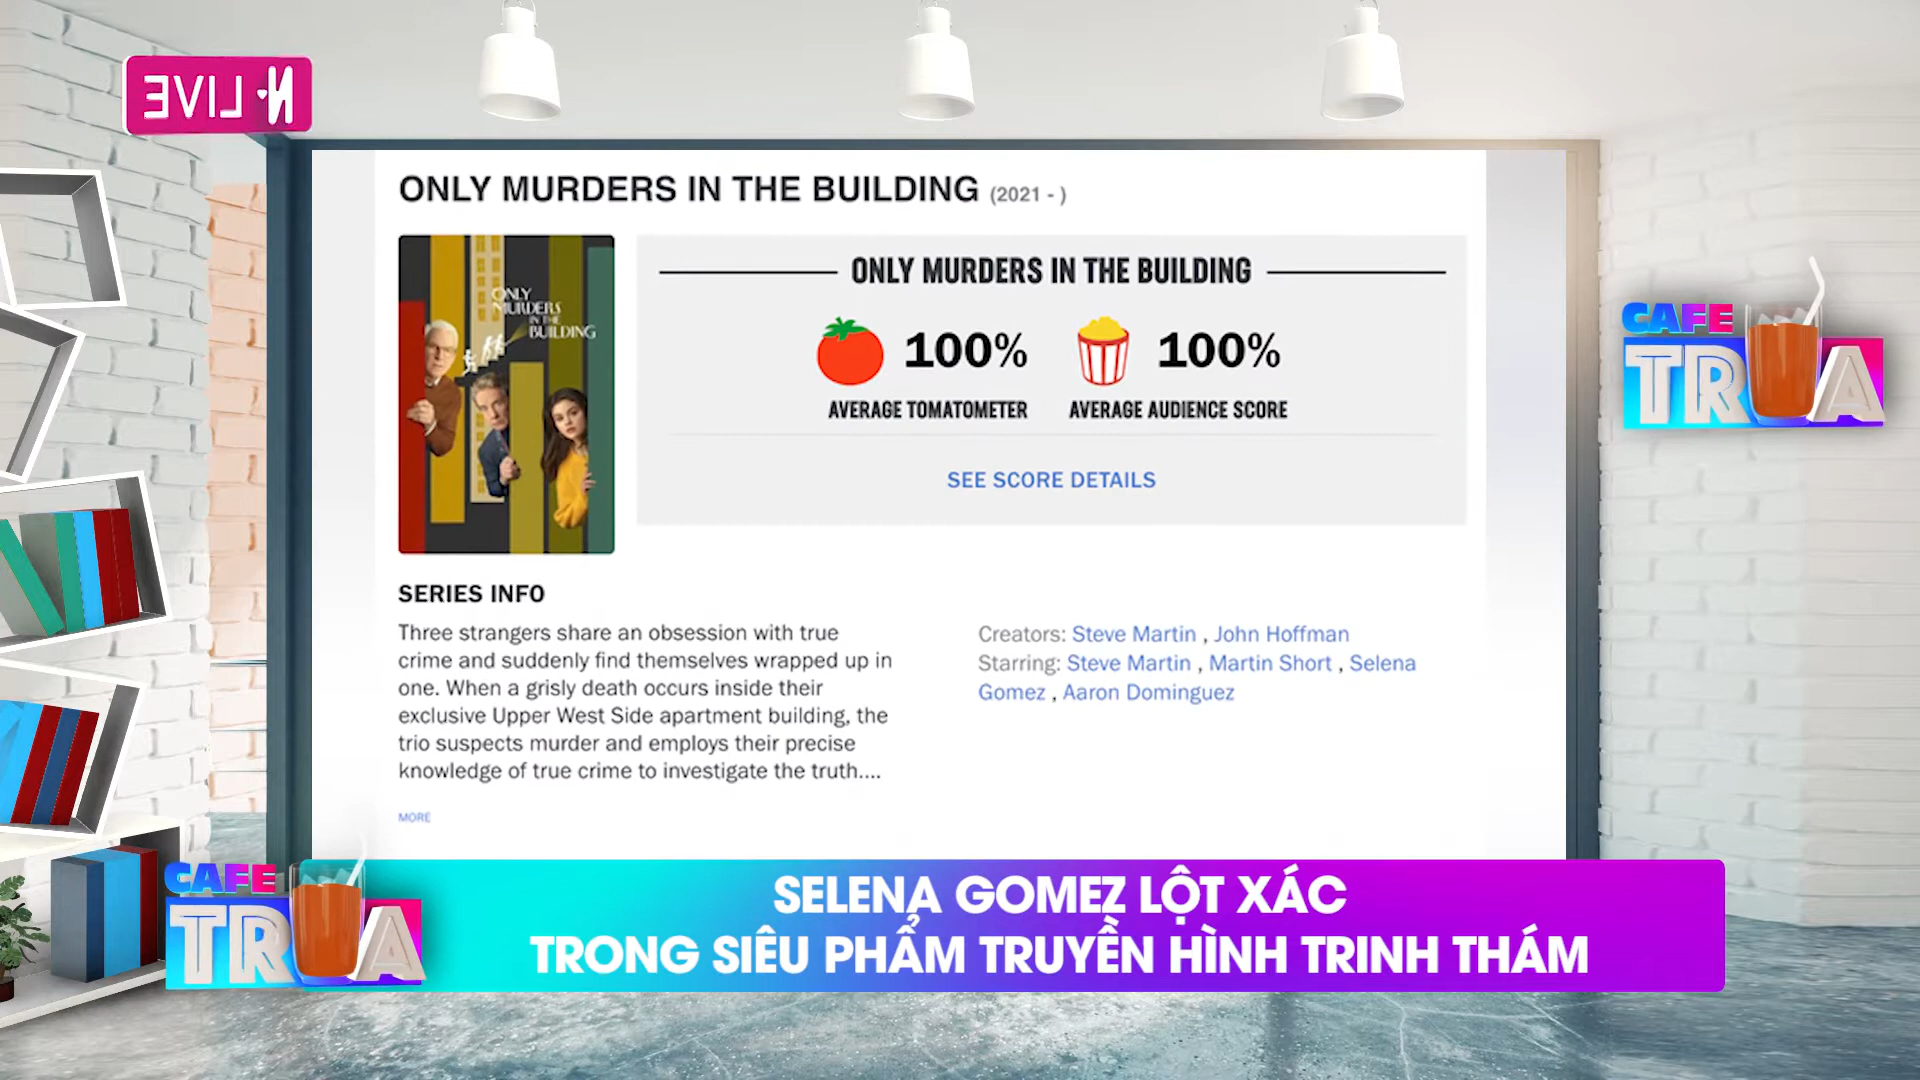 N LIVE
ONLY MURDERS IN THE BUILDING (2021 - )
ONLY
MURDERS
IN THE
BUILDING
ONLY MURDERS IN THE BUILDING
100% 100%
AVERAGE TOMATOMETER AVERAGE AUDIENCE SCORE
SEE SCORE DETAILS
CAFE
TRƯA
SERIES INFO
Three strangers share an obsession with true
crime and suddenly find themselves wrapped up in
one. When a grisly death occurs inside their
exclusive Upper West Side apartment building, the
trio suspects murder and employs their precise
knowledge of true crime to investigate the truth....
MORE
Creators: Steve Martin , John Hoffman
Starring: Steve Martin , Martin Short , Selena
Gomez , Aaron Dominguez
CAFE
TRƯA
SELENA GOMEZ LỘT XÁC
TRONG SIÊU PHẨM TRUYỀN HÌNH TRINH THÁM